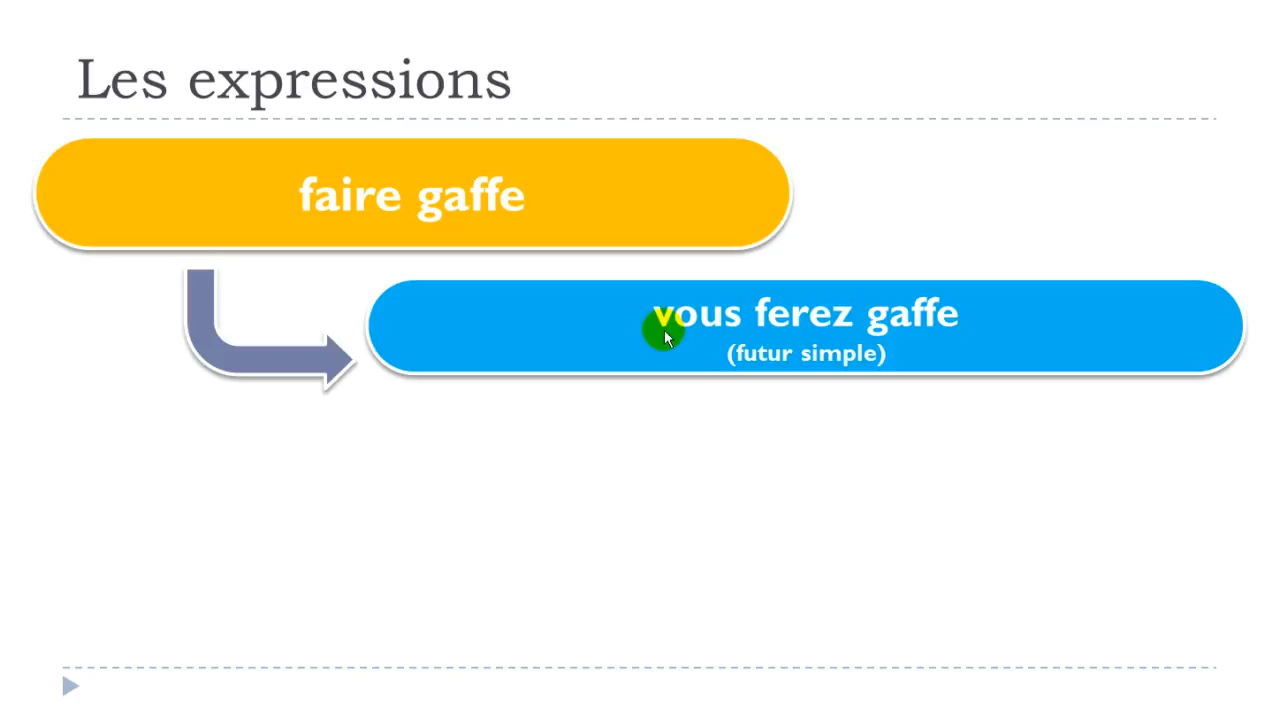 Les expressions
faire gaffe
vous ferez gaffe
(futur simple)